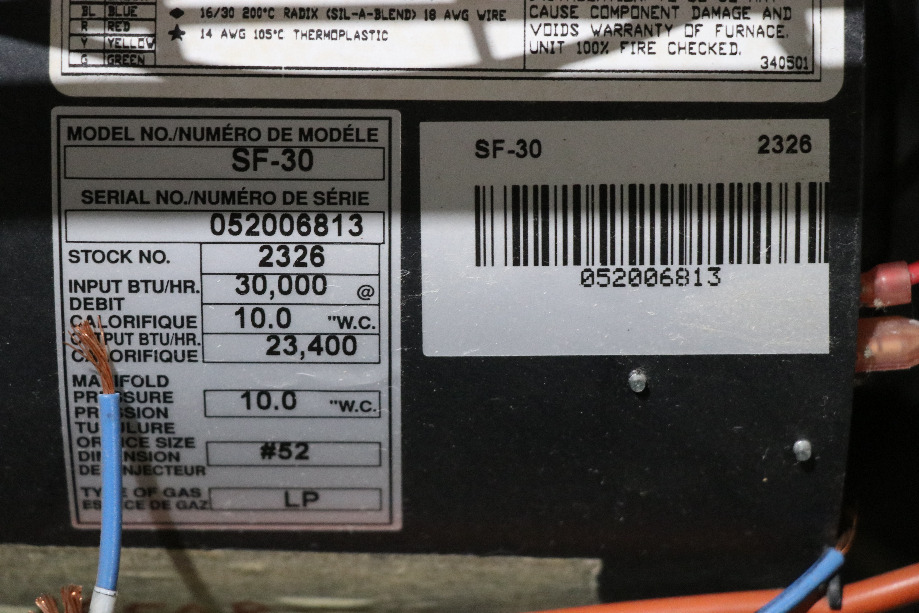 BL BLUE
R RED
Y YELLOW
G GREEN
16/30 200°C RADIX (SIL-A-BLEND) 18 AWG WIRE
14 AWG 105°C THERMOPLASTIC
CAUSE COMPONENT DAMAGE AND
VOIDS WARRANTY OF FURNACE.
UNIT 100% FIRE CHECKED.
340501
MODEL NO./NUMÉRO DE MODÉLE
SF-30
SERIAL NO./NUMÉRO DE SÉRIE
052006813
STOCK NO. 2326
INPUT BTU/HR. 30,000 @
DEBIT
CALORIFIQUE 10.0 "W.C.
OUTPUT BTU/HR. 23,400
CALORIFIQUE
MANIFOLD
PRESSURE 10.0 "W.C.
PRESSION
TUBULURE
ORIFICE SIZE #52
DIMENSION
DE INJECTEUR
TYPE OF GAS LP
ESPECE DE GAZ
SF-30 2326
052006813